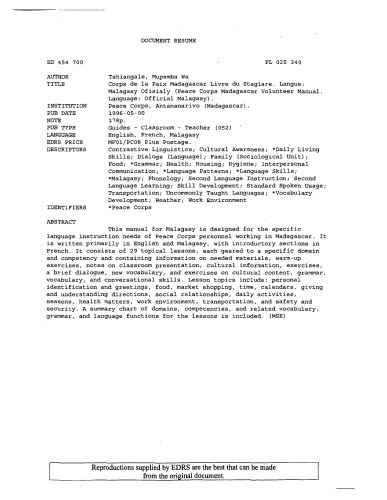 DOCUMENT RESUME
ED 454 700 FL 025 340
AUTHOR Tshiangale, Mupemba Wa
TITLE Corps de la Paix Madagascar Livre du Stagiare. Langue:
Malagasy Ofisialy (Peace Corps Madagascar Volunteer Manual.
Language: Official Malagasy).
INSTITUTION Peace Corps, Antananarivo (Madagascar).
PUB DATE 1996-05-00
NOTE 178p.
PUB TYPE Guides - Classroom - Teacher (052)
LANGUAGE English, French, Malagasy
EDRS PRICE MF01/PC08 Plus Postage.
DESCRIPTORS Contrastive Linguistics; Cultural Awareness; *Daily Living
Skills; Dialogs (Language); Family (Sociological Unit);
Food; *Grammar; Health; Housing; Hygiene; Interpersonal
Communication; *Language Patterns; *Language Skills;
*Malagasy; Phonology; Second Language Instruction; Second
Language Learning; Skill Development; Standard Spoken Usage;
Transportation; Uncommonly Taught Languages; *Vocabulary
Development; Weather; Work Environment
IDENTIFIERS *Peace Corps
ABSTRACT
This manual for Malagasy is designed for the specific
language instruction needs of Peace Corps personnel working in Madagascar. It
is written primarily in English and Malagasy, with introductory sections in
French. It consists of 29 topical lessons, each geared to a specific domain
and competency and containing information on needed materials, warm-up
exercises, notes on classroom presentation, cultural information, exercises,
a brief dialogue, new vocabulary, and exercises on cultural content, grammar,
vocabulary, and conversational skills. Lesson topics include: personal
identification and greetings, food, market shopping, time, calendars, giving
and understanding directions, social relationships, daily activities,
seasons, health matters, work environment, transportation, and safety and
security. A summary chart of domains, competencies, and related vocabulary,
grammar, and language functions for the lessons is included. (MSE)
Reproductions supplied by EDRS are the best that can be made
from the original document.